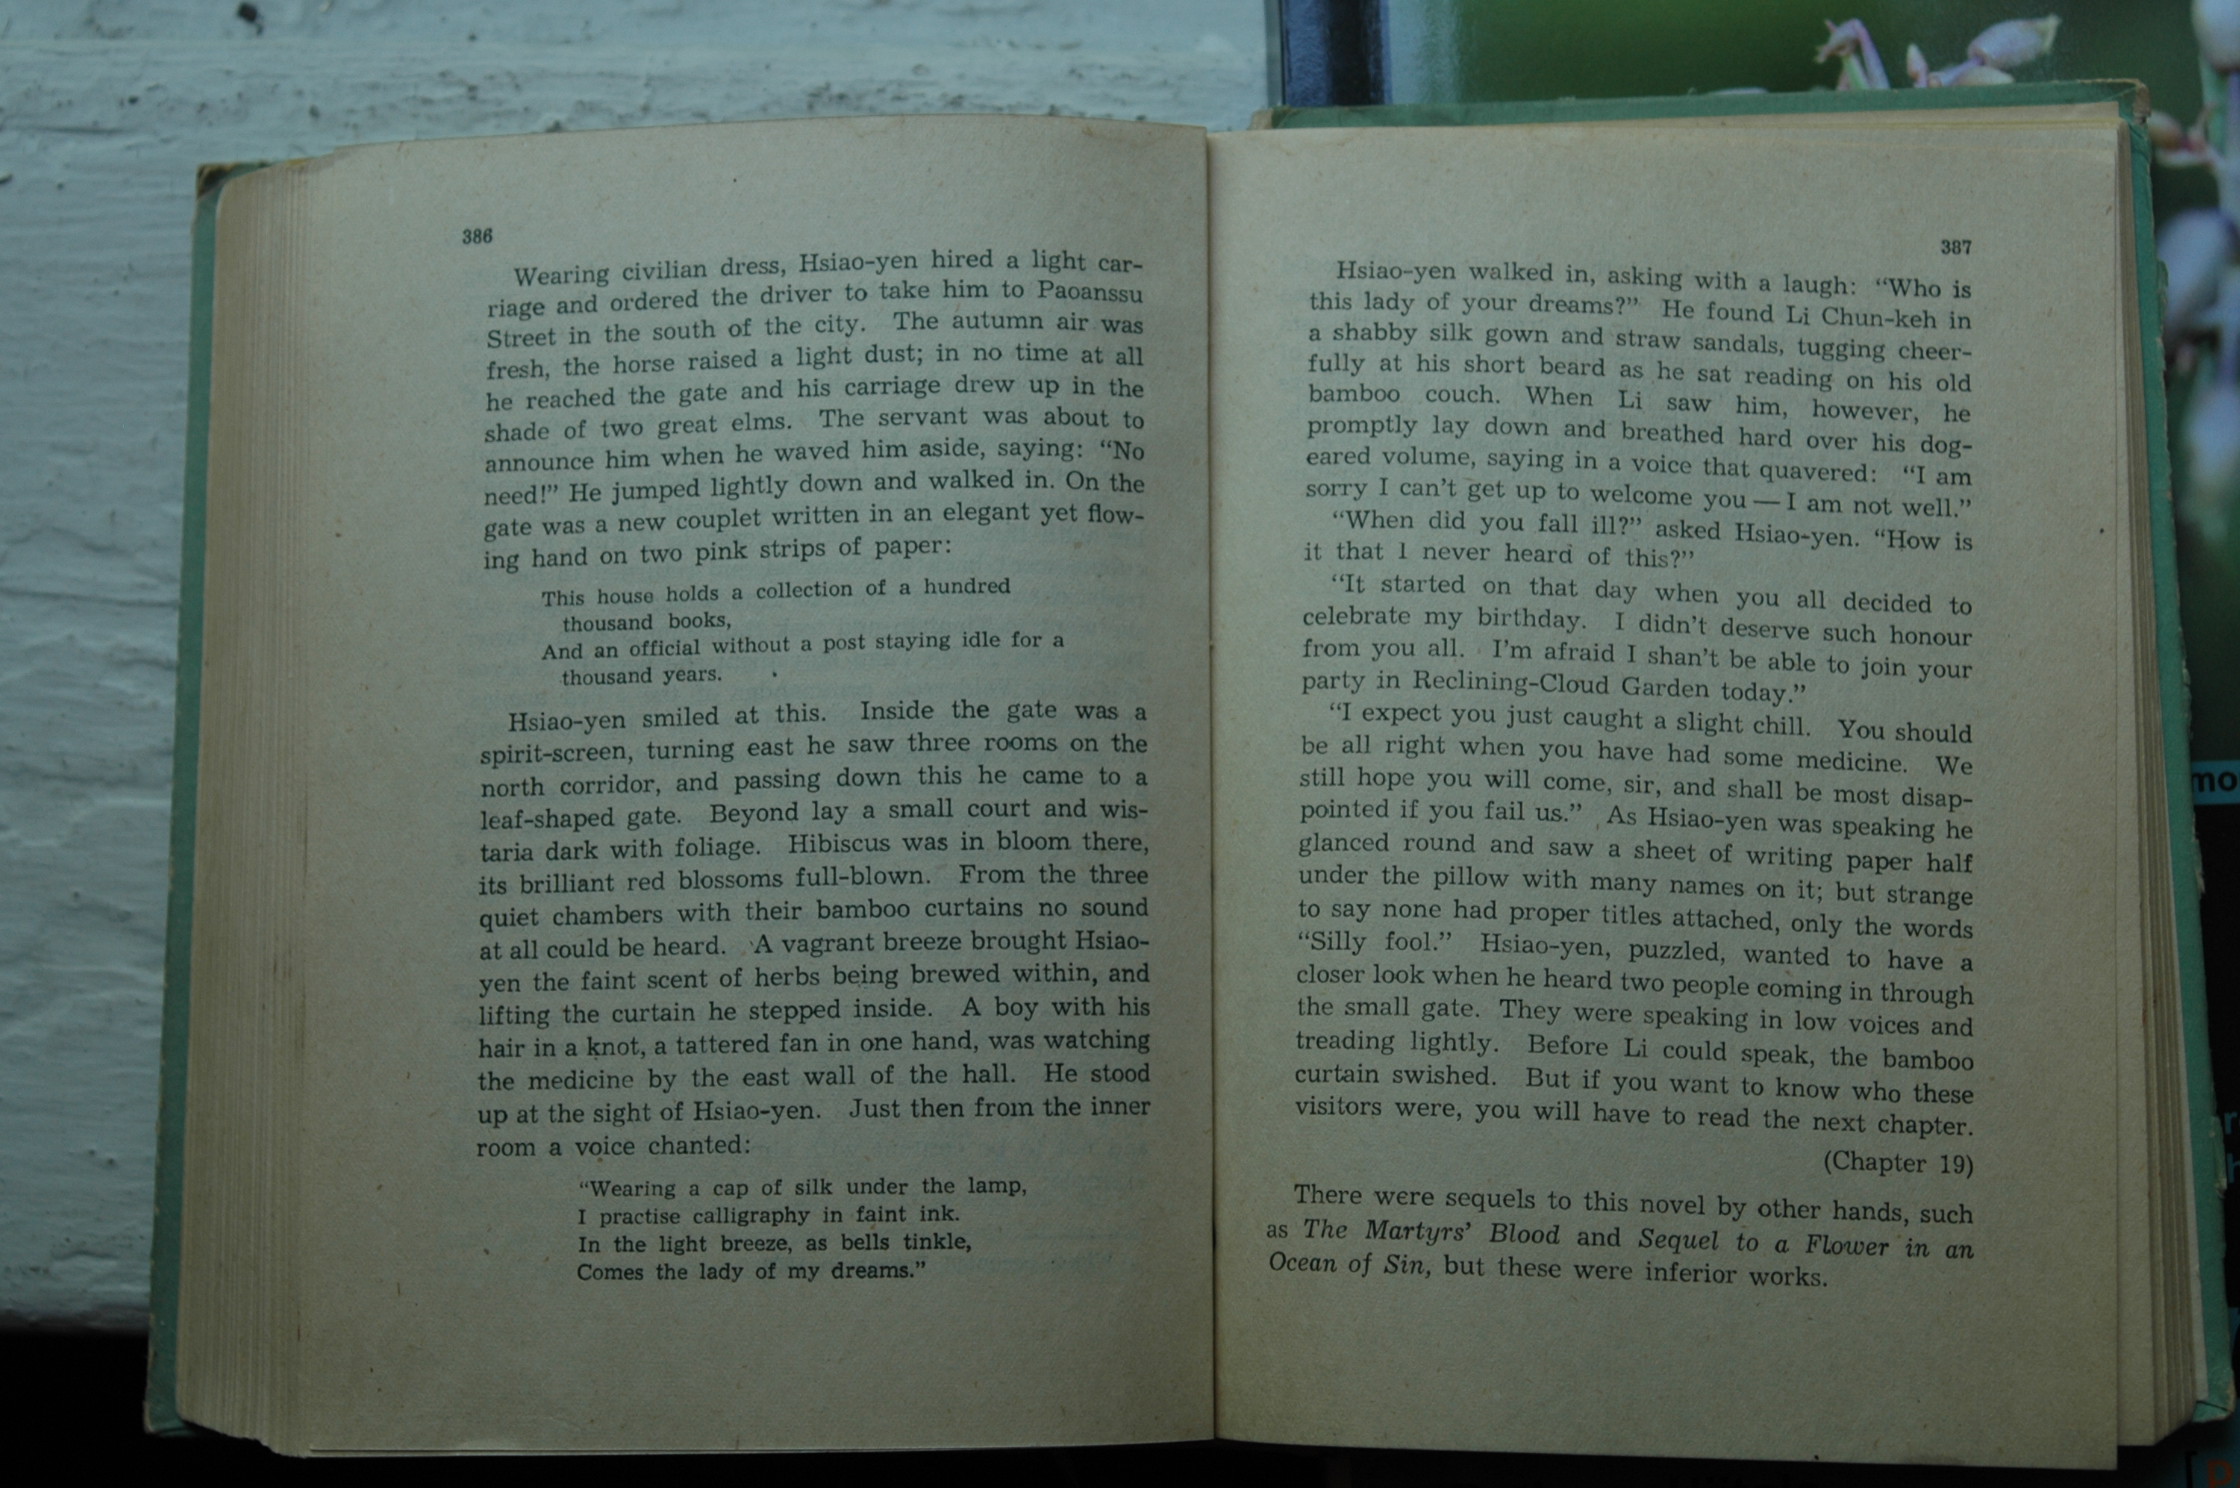 386
Wearing civilian dress, Hsiao-yen hired a light car-
riage and ordered the driver to take him to Paoanssu
Street in the south of the city. The autumn air was
fresh, the horse raised a light dust; in no time at all
he reached the gate and his carriage drew up in the
shade of two great elms. The servant was about to
announce him when he waved him aside, saying: “No
need!” He jumped lightly down and walked in. On the
gate was a new couplet written in an elegant yet flow-
ing hand on two pink strips of paper:
This house holds a collection of a hundred
thousand books,
And an official without a post staying idle for a
thousand years.
Hsiao-yen smiled at this. Inside the gate was a
spirit-screen, turning east he saw three rooms on the
north corridor, and passing down this he came to a
leaf-shaped gate. Beyond lay a small court and wis-
taria dark with foliage. Hibiscus was in bloom there,
its brilliant red blossoms full-blown. From the three
quiet chambers with their bamboo curtains no sound
at all could be heard. A vagrant breeze brought Hsiao-
yen the faint scent of herbs being brewed within, and
lifting the curtain he stepped inside. A boy with his
hair in a knot, a tattered fan in one hand, was watching
the medicine by the east wall of the hall. He stood
up at the sight of Hsiao-yen. Just then from the inner
room a voice chanted:
“Wearing a cap of silk under the lamp,
I practise calligraphy in faint ink.
In the light breeze, as bells tinkle,
Comes the lady of my dreams.”
387
Hsiao-yen walked in, asking with a laugh: “Who is
this lady of your dreams?” He found Li Chun-keh in
a shabby silk gown and straw sandals, tugging cheer-
fully at his short beard as he sat reading on his old
bamboo couch. When Li saw him, however, he
promptly lay down and breathed hard over his dog-
eared volume, saying in a voice that quavered: “I am
sorry I can’t get up to welcome you — I am not well.”
“When did you fall ill?” asked Hsiao-yen. “How is
it that I never heard of this?”
“It started on that day when you all decided to
celebrate my birthday. I didn’t deserve such honour
from you all. I’m afraid I shan’t be able to join your
party in Reclining-Cloud Garden today.”
“I expect you just caught a slight chill. You should
be all right when you have had some medicine. We
still hope you will come, sir, and shall be most disap-
pointed if you fail us.” As Hsiao-yen was speaking he
glanced round and saw a sheet of writing paper half
under the pillow with many names on it; but strange
to say none had proper titles attached, only the words
“Silly fool.” Hsiao-yen, puzzled, wanted to have a
closer look when he heard two people coming in through
the small gate. They were speaking in low voices and
treading lightly. Before Li could speak, the bamboo
curtain swished. But if you want to know who these
visitors were, you will have to read the next chapter.
(Chapter 19)
There were sequels to this novel by other hands, such
as The Martyrs’ Blood and Sequel to a Flower in an
Ocean of Sin, but these were inferior works.
mo